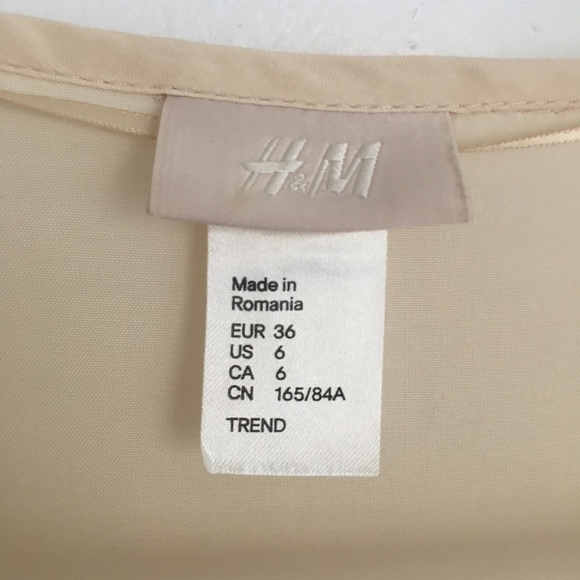 H&M
Made in
Romania
EUR 36
US 6
CA 6
CN 165/84A
TREND